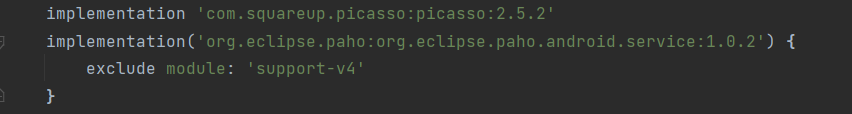 implementation 'com.squareup.picasso:picasso:2.5.2'
implementation('org.eclipse.paho:org.eclipse.paho.android.service:1.0.2') {
exclude module: 'support-v4'
}